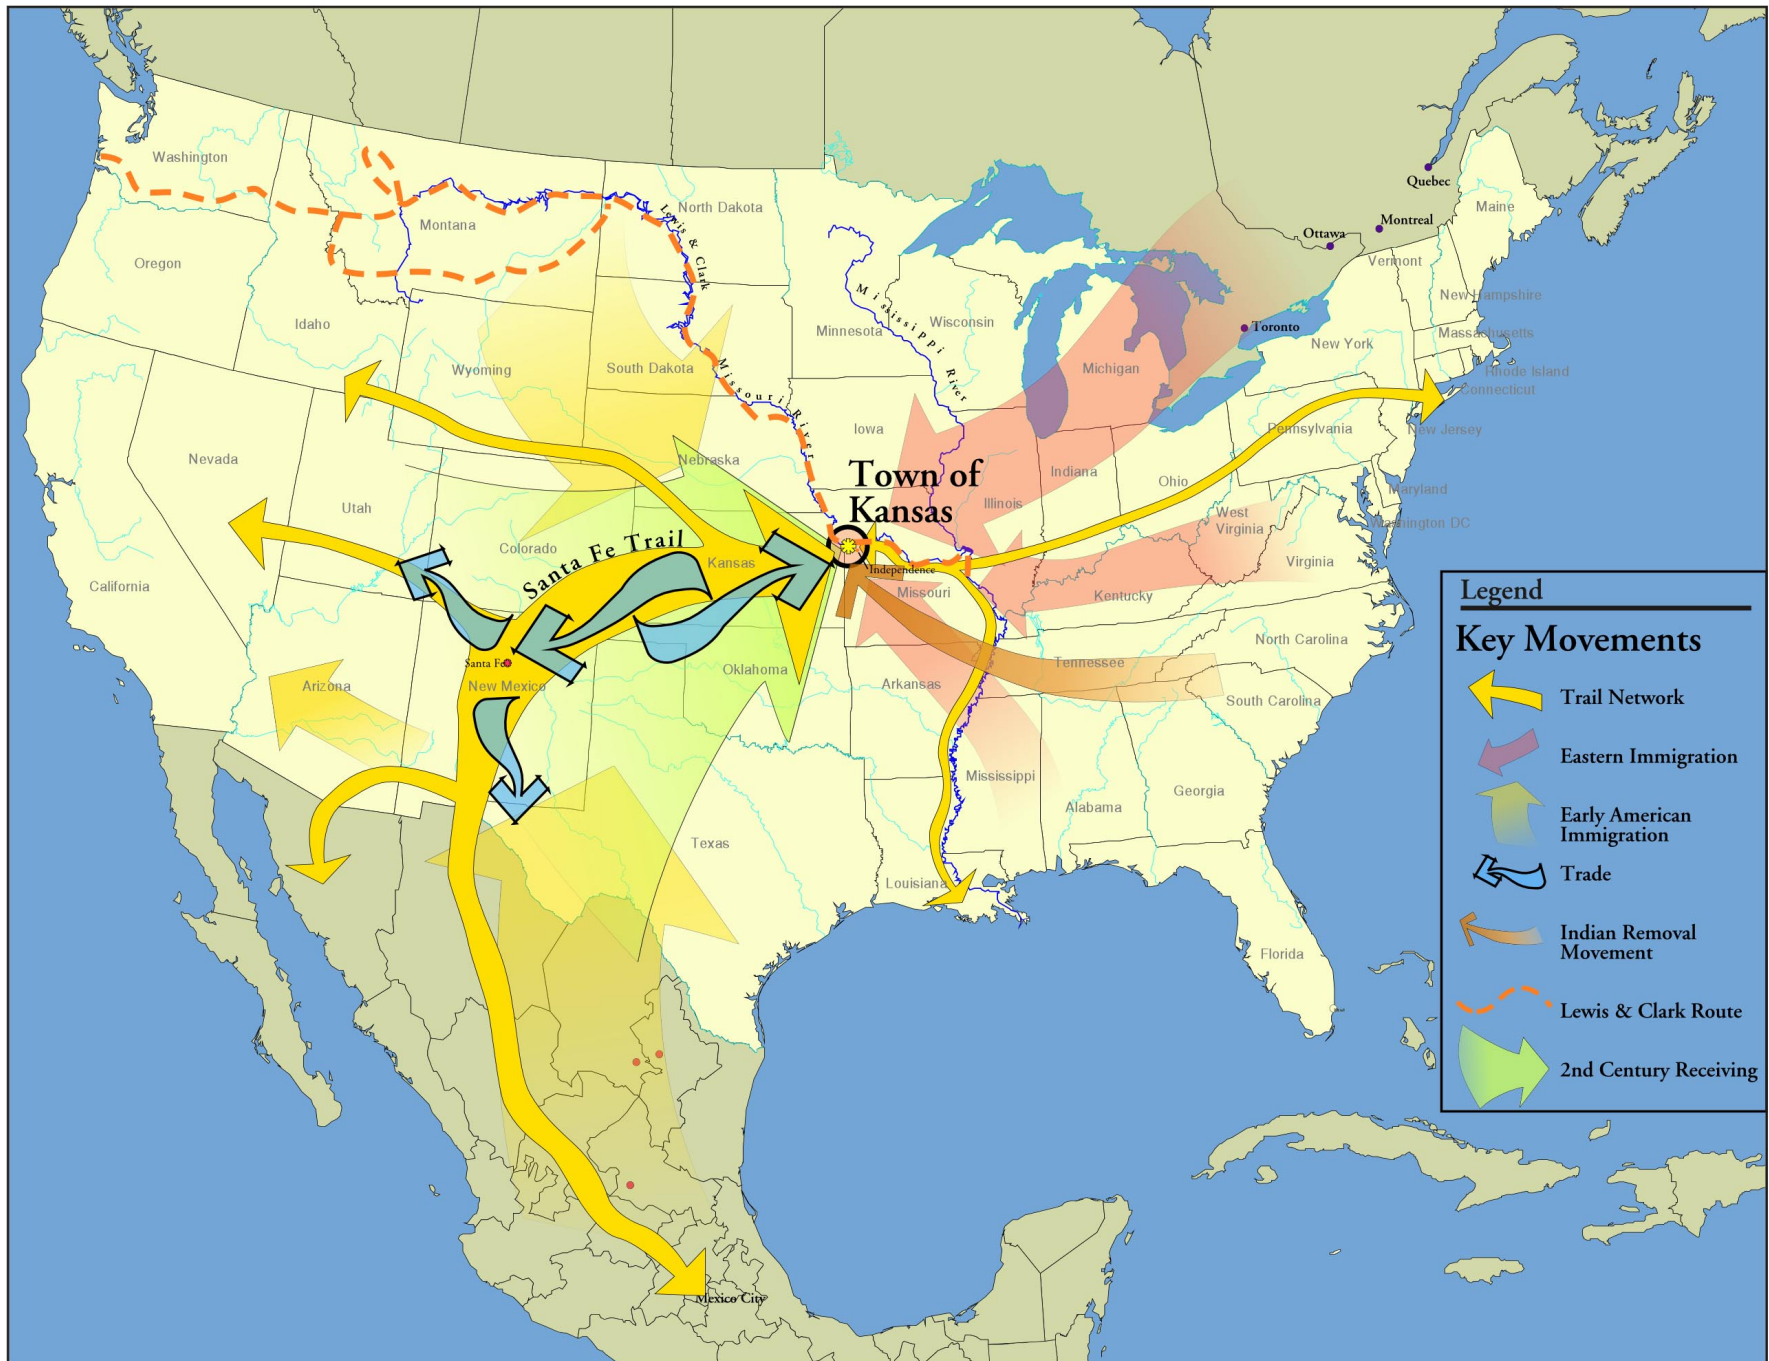 Quebec
Maine
Montreal
Ottawa
Vermont
Washington
Montana
North Dakota
Lewis & Clark
Oregon
New Hampshire
Idaho
Minnesota
Wisconsin
Mississippi River
Toronto
Massachusetts
New York
Michigan
Wyoming
South Dakota
Rhode Island
Connecticut
Missouri River
Iowa
Pennsylvania
New Jersey
Nevada
Nebraska
Town of
Kansas
Indiana
Ohio
Illinois
Maryland
Utah
West
Virginia
Washington DC
Colorado
Santa Fe Trail
Kansas
Independence
Virginia
California
Missouri
Kentucky
North Carolina
Santa Fe
New Mexico
Arizona
Oklahoma
Arkansas
Tennessee
South Carolina
Mississippi
Alabama
Georgia
Texas
Louisiana
Florida
Mexico City
Legend
Key Movements
Trail Network
Eastern Immigration
Early American
Immigration
Trade
Indian Removal
Movement
Lewis & Clark Route
2nd Century Receiving